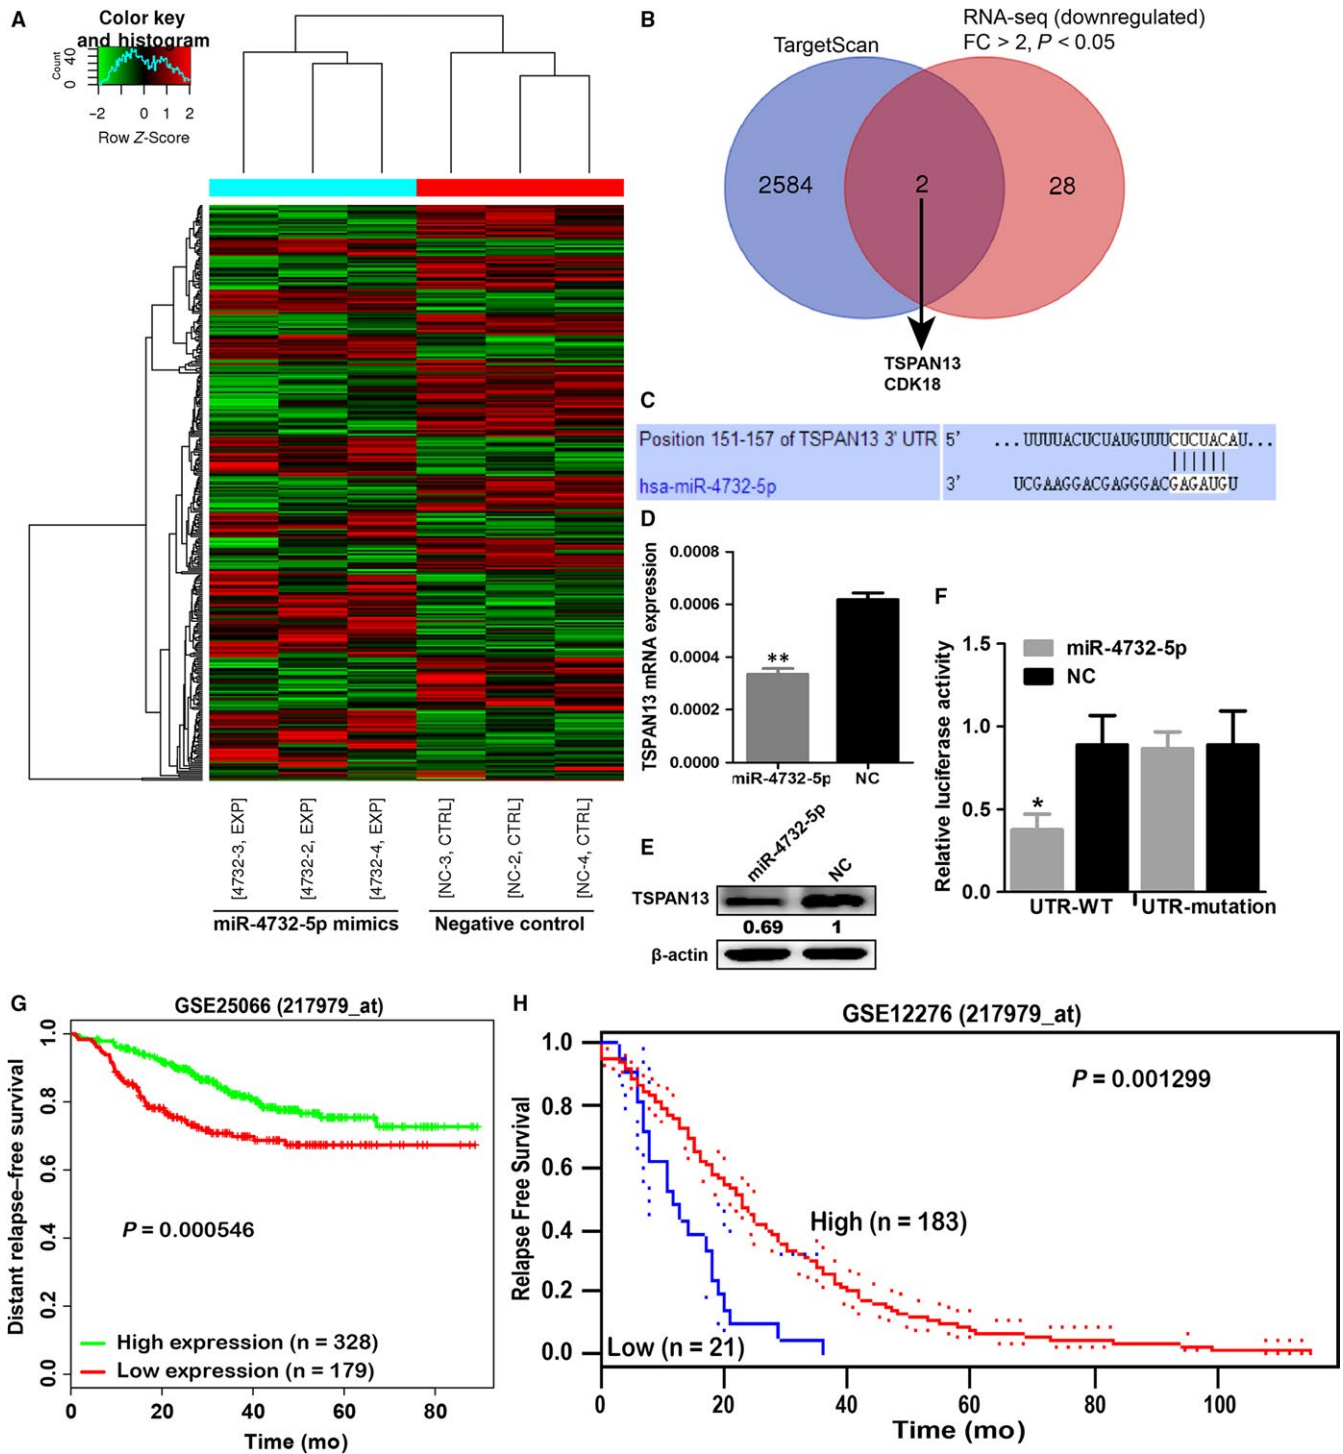 A
Color key
and histogram
Count
0 40
−2 0 1 2
Row Z-Score
[4732-3, EXP]
[4732-2, EXP]
[4732-4, EXP]
[NC-3, CTRL]
[NC-2, CTRL]
[NC-4, CTRL]
miR-4732-5p mimics
Negative control
B
TargetScan
RNA-seq (downregulated)
FC > 2, P < 0.05
2584
2
28
TSPAN13
CDK18
C
Position 151-157 of TSPAN13 3' UTR 5' ...UUUUACUCUAUGUUUCUCUACAU...
hsa-miR-4732-5p 3' UCGAAGGACGAGGGACGAGAUGU
D
TSPAN13 mRNA expression
0.0008
0.0006
0.0004
0.0002
0.0000
**
miR-4732-5p
NC
E
miR-4732-5p
NC
TSPAN13
0.69 1
β-actin
F
Relative luciferase activity
1.5
1.0
0.5
0.0
miR-4732-5p
NC
*
UTR-WT
UTR-mutation
G
GSE25066 (217979_at)
Distant relapse–free survival
1.0
0.8
0.6
0.4
0.2
0.0
P = 0.000546
High expression (n = 328)
Low expression (n = 179)
0 20 40 60 80
Time (mo)
H
GSE12276 (217979_at)
Relapse Free Survival
1.0
0.8
0.6
0.4
0.2
0.0
P = 0.001299
High (n = 183)
Low (n = 21)
0 20 40 60 80 100
Time (mo)